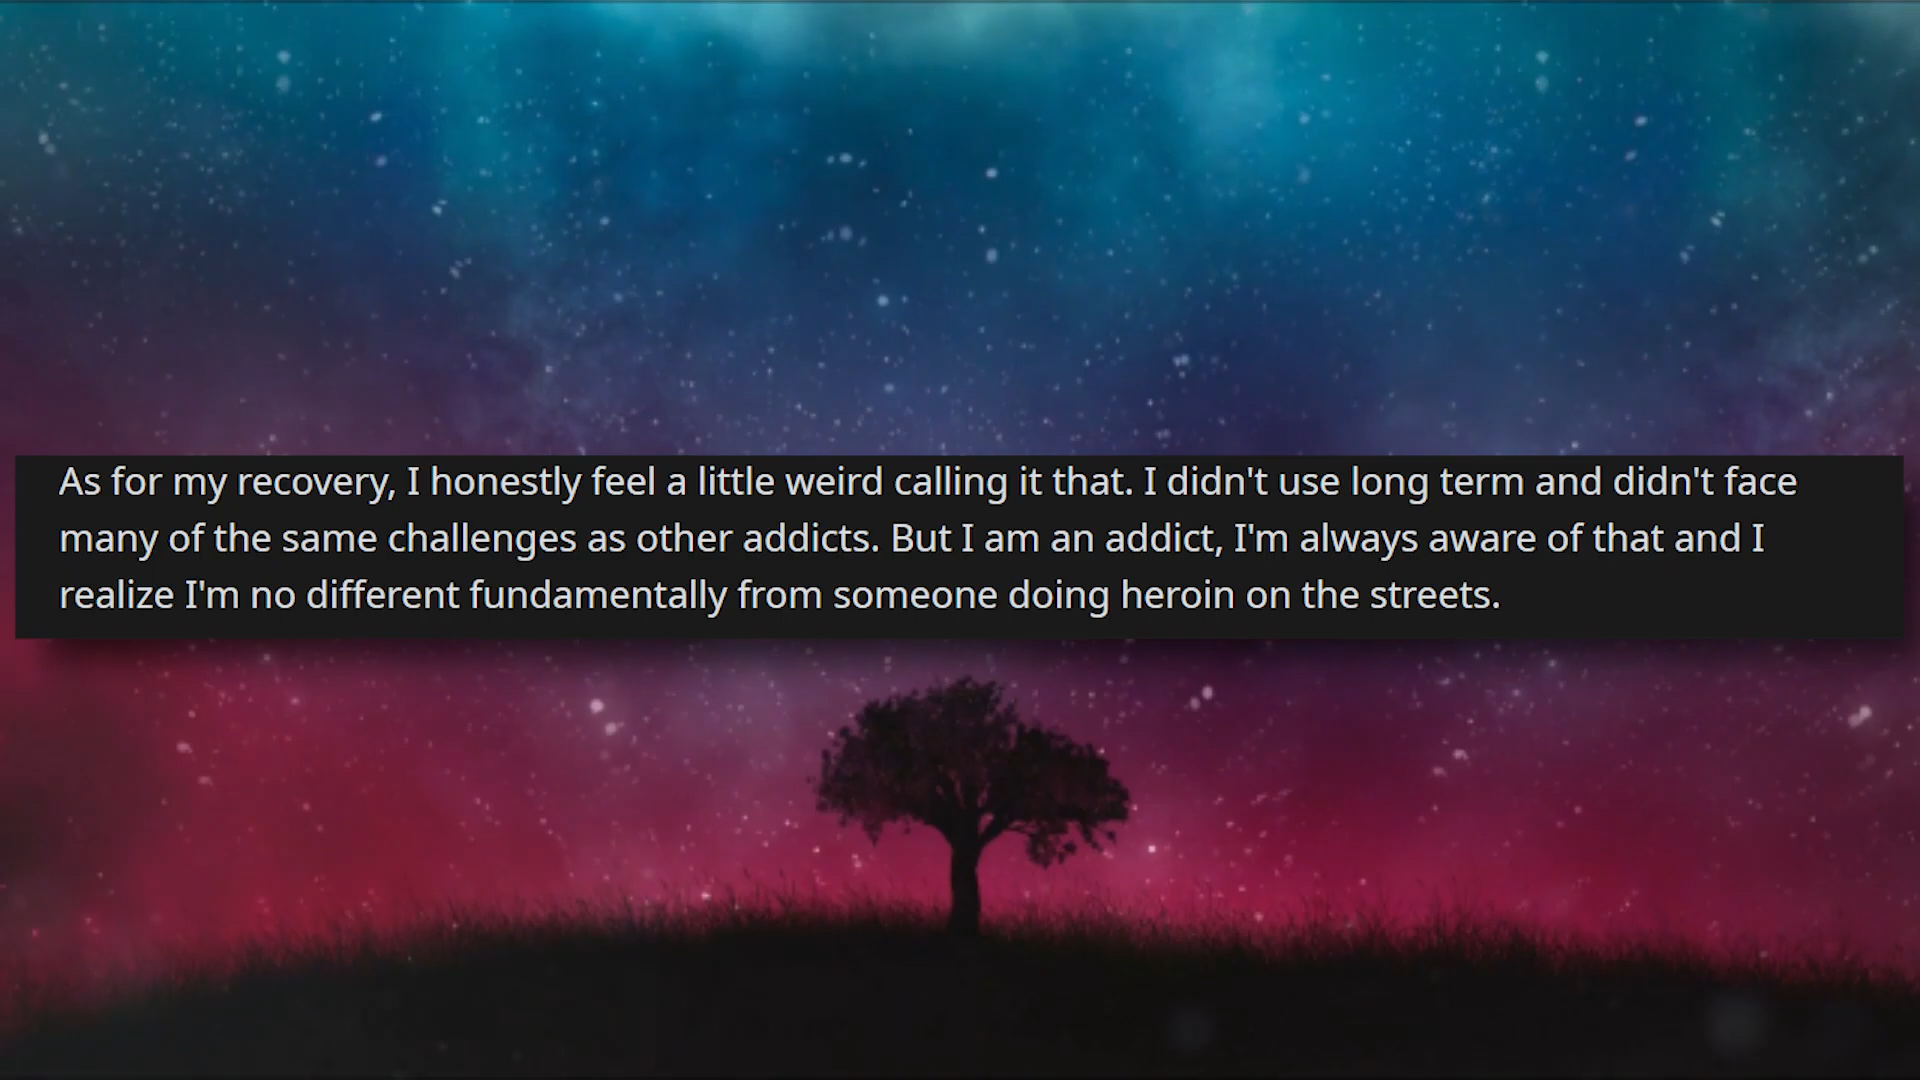 As for my recovery, I honestly feel a little weird calling it that. I didn't use long term and didn't face
many of the same challenges as other addicts. But I am an addict, I'm always aware of that and I
realize I'm no different fundamentally from someone doing heroin on the streets.